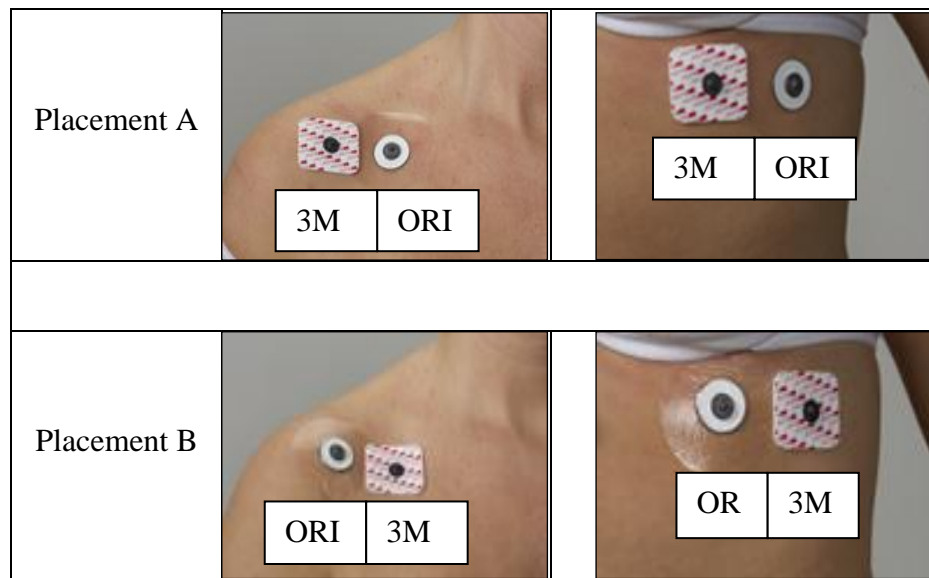 Placement A
3M ORI
3M ORI
Placement B
ORI 3M
OR 3M